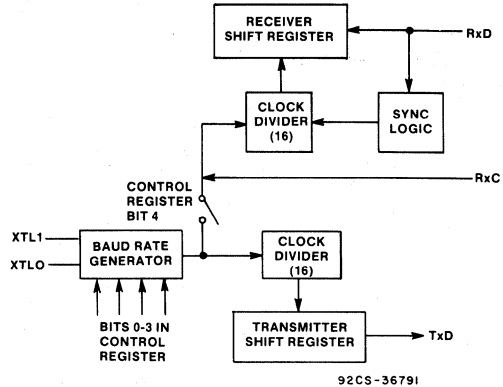 RECEIVER
SHIFT REGISTER
RxD
CLOCK
DIVIDER
(16)
SYNC
LOGIC
RxC
CONTROL
REGISTER
BIT 4
XTL1
XTLO
BAUD RATE
GENERATOR
CLOCK
DIVIDER
(16)
BITS 0-3 IN
CONTROL
REGISTER
TRANSMITTER
SHIFT REGISTER
TxD
92CS-36791